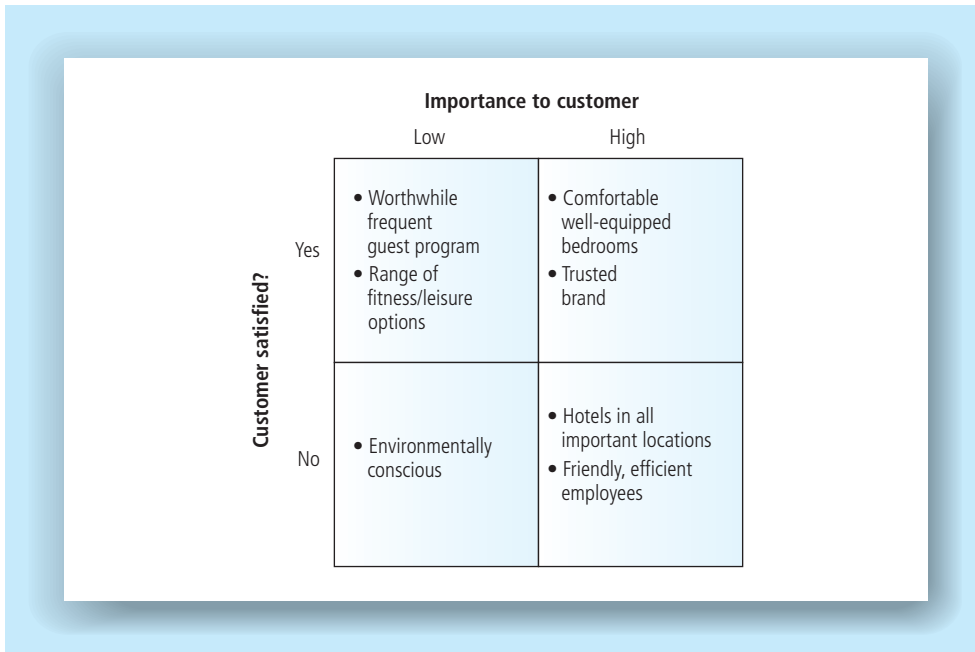 Importance to customer
Low
High
Customer satisfied?
Yes
• Worthwhile
frequent
guest program
• Range of
fitness/leisure
options
• Comfortable
well-equipped
bedrooms
• Trusted
brand
No
• Environmentally
conscious
• Hotels in all
important locations
• Friendly, efficient
employees